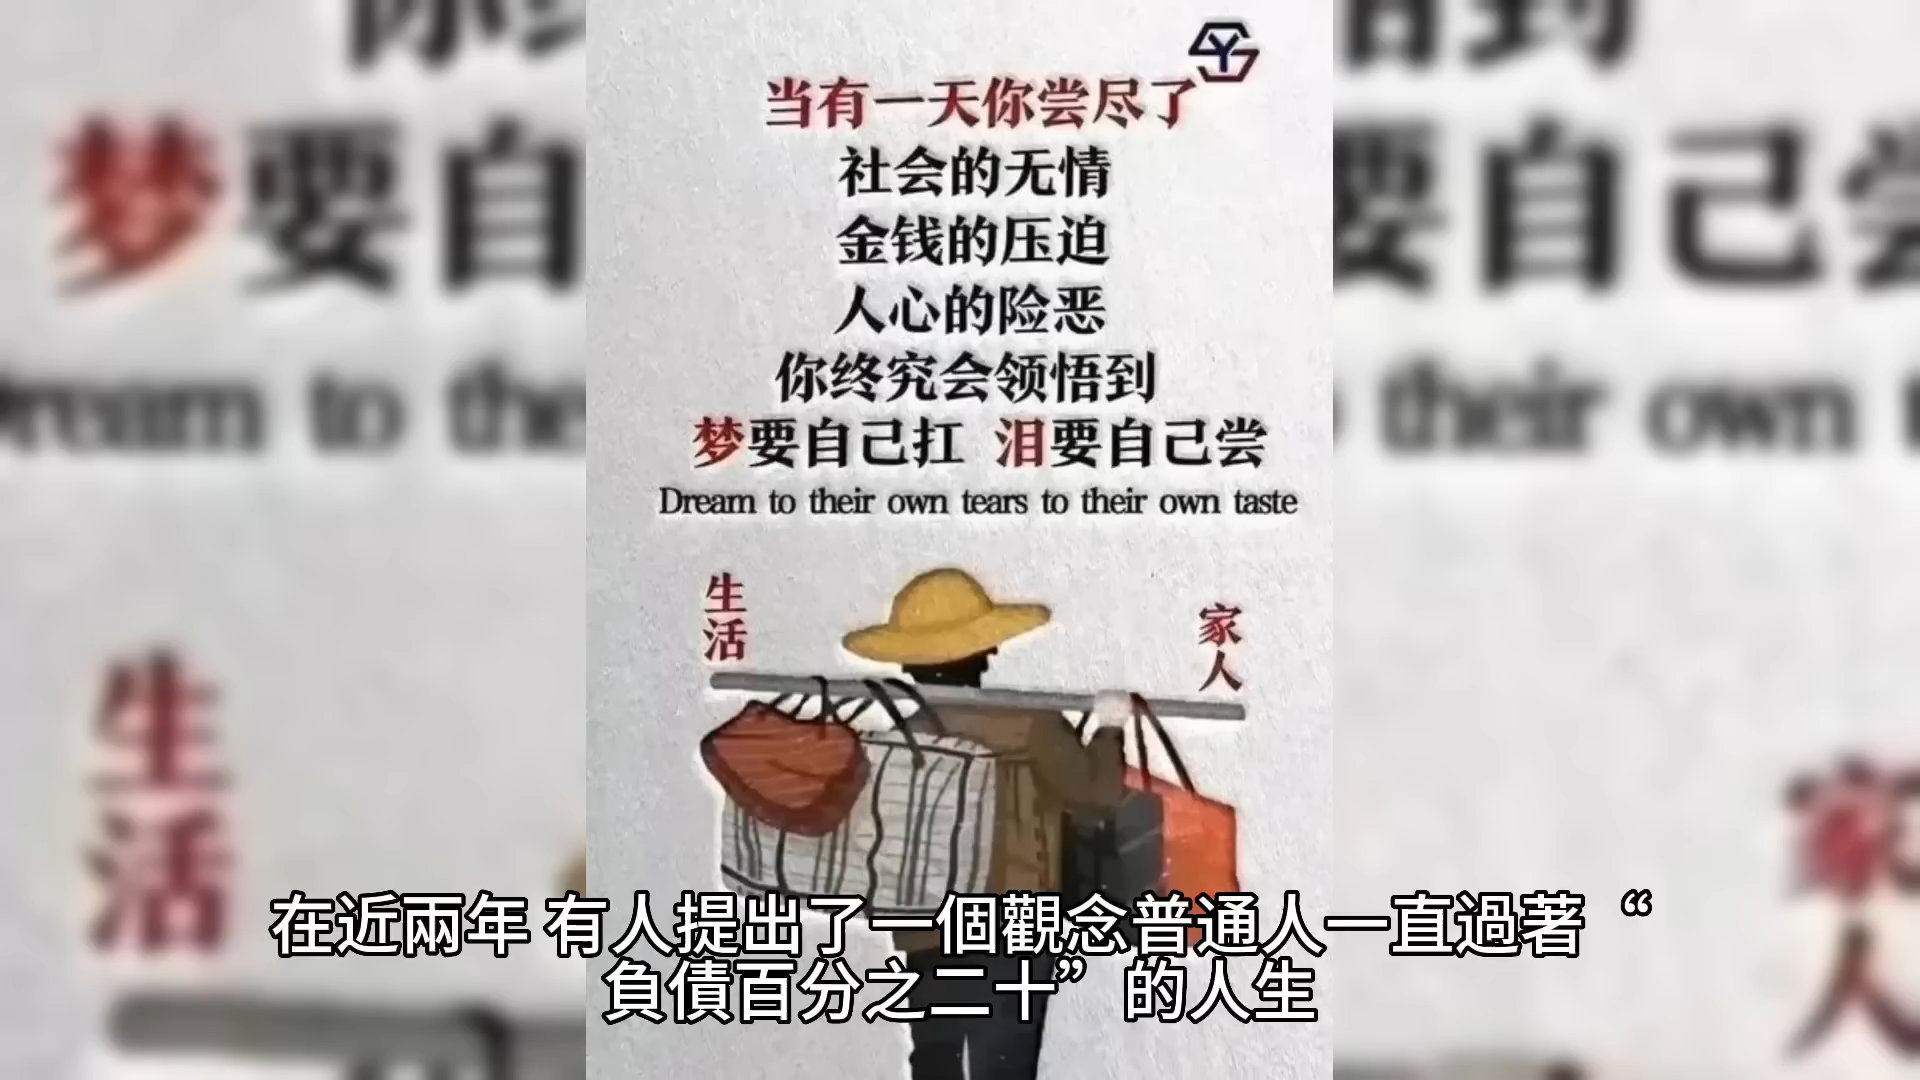 当有一天你尝尽了
社会的无情
金钱的压迫
人心的险恶
你终究会领悟到
梦要自己扛 泪要自己尝
Dream to their own tears to their own taste
生活
家人
在近兩年 有人提出了一個觀念普通人一直過著“
負債百分之二十” 的人生